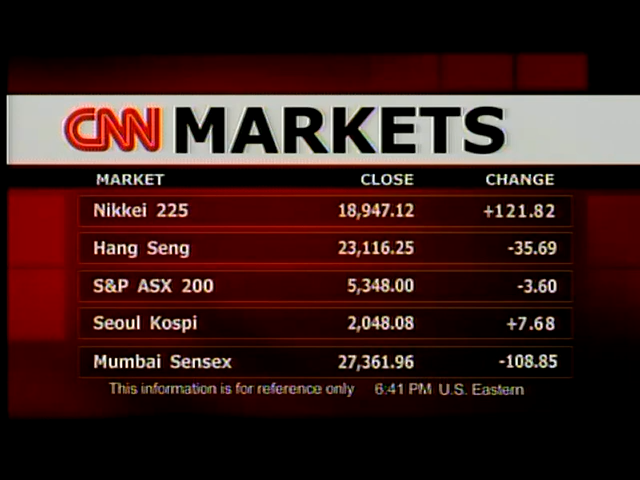 CNN MARKETS
MARKET CLOSE CHANGE
Nikkei 225 18,947.12 +121.82
Hang Seng 23,116.25 -35.69
S&P ASX 200 5,348.00 -3.60
Seoul Kospi 2,048.08 +7.68
Mumbai Sensex 27,361.96 -108.85
This information is for reference only 6:41 PM U.S. Eastern